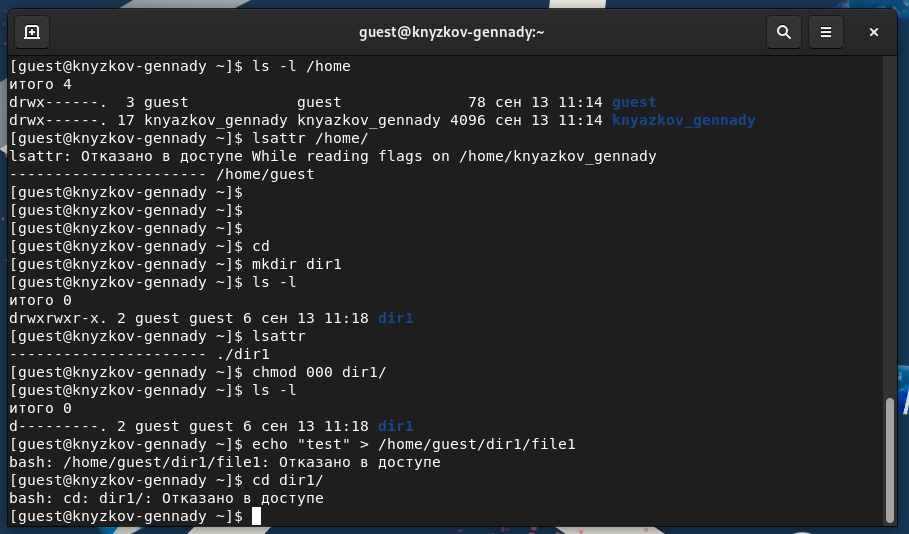 guest@knyzkov-gennady:~
[guest@knyzkov-gennady ~]$ ls -l /home
итого 4
drwx------.  3 guest            guest              78 сен 13 11:14 guest
drwx------. 17 knyazkov_gennady knyazkov_gennady 4096 сен 13 11:14 knyazkov_gennady
[guest@knyzkov-gennady ~]$ lsattr /home/
lsattr: Отказано в доступе While reading flags on /home/knyazkov_gennady
---------------------- /home/guest
[guest@knyzkov-gennady ~]$
[guest@knyzkov-gennady ~]$
[guest@knyzkov-gennady ~]$
[guest@knyzkov-gennady ~]$ cd
[guest@knyzkov-gennady ~]$ mkdir dir1
[guest@knyzkov-gennady ~]$ ls -l
итого 0
drwxrwxr-x. 2 guest guest 6 сен 13 11:18 dir1
[guest@knyzkov-gennady ~]$ lsattr
---------------------- ./dir1
[guest@knyzkov-gennady ~]$ chmod 000 dir1/
[guest@knyzkov-gennady ~]$ ls -l
итого 0
d---------. 2 guest guest 6 сен 13 11:18 dir1
[guest@knyzkov-gennady ~]$ echo "test" > /home/guest/dir1/file1
bash: /home/guest/dir1/file1: Отказано в доступе
[guest@knyzkov-gennady ~]$ cd dir1/
bash: cd: dir1/: Отказано в доступе
[guest@knyzkov-gennady ~]$